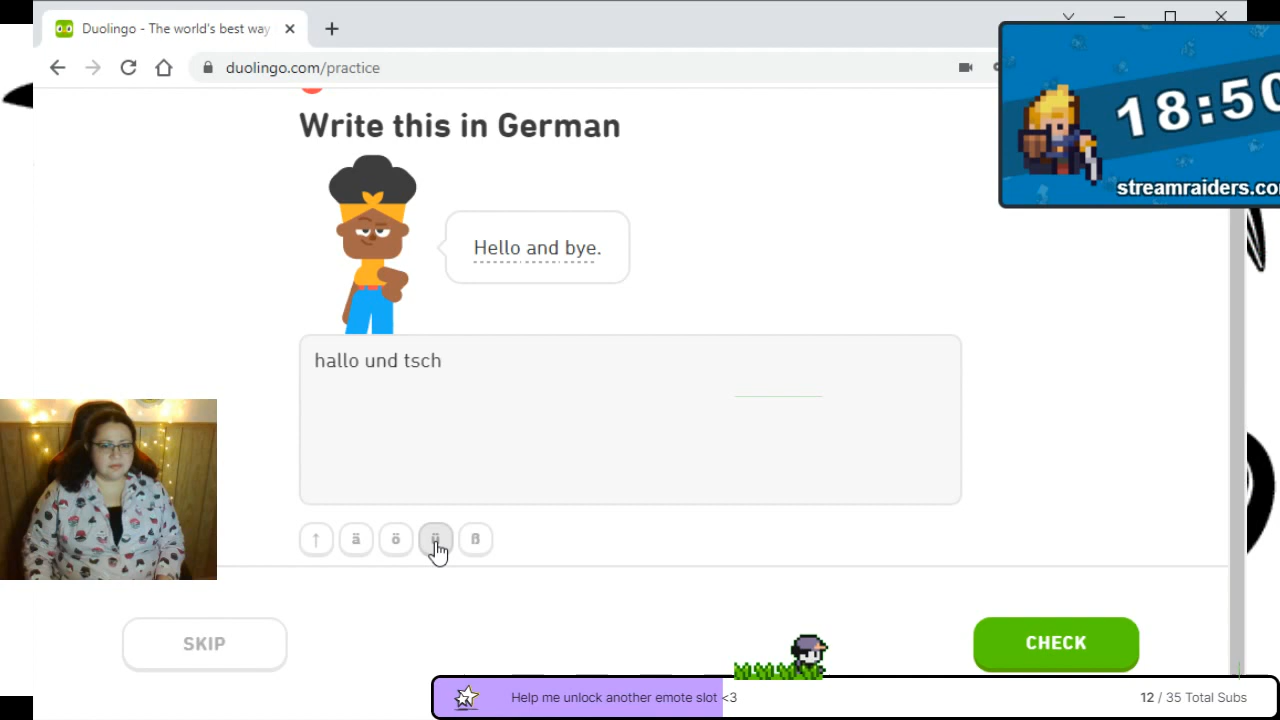 Duolingo - The world's best way
duolingo.com/practice
18:50
streamraiders.co
Write this in German
Hello and bye.
hallo und tsch
↑ ä ö ü ß
SKIP
CHECK
Help me unlock another emote slot <3
12 / 35 Total Subs